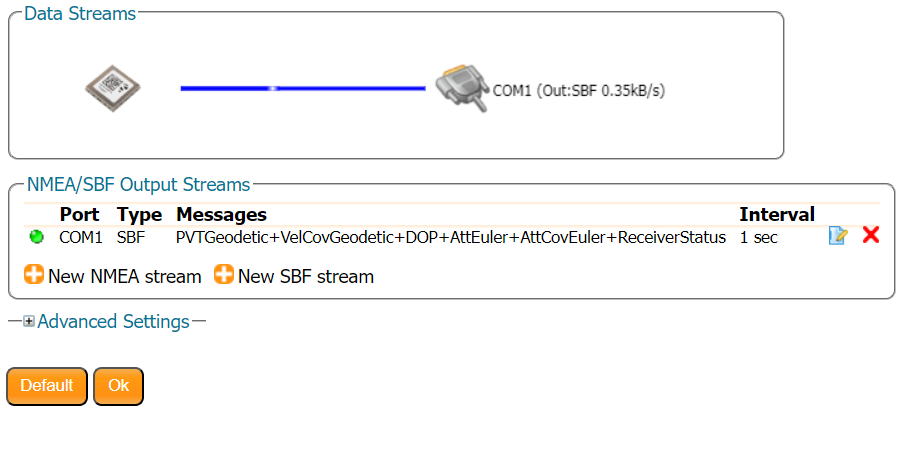 Data Streams
COM1 (Out:SBF 0.35kB/s)
NMEA/SBF Output Streams
Port Type Messages Interval
COM1 SBF PVTGeodetic+VelCovGeodetic+DOP+AttEuler+AttCovEuler+ReceiverStatus 1 sec
New NMEA stream New SBF stream
Advanced Settings
Default Ok